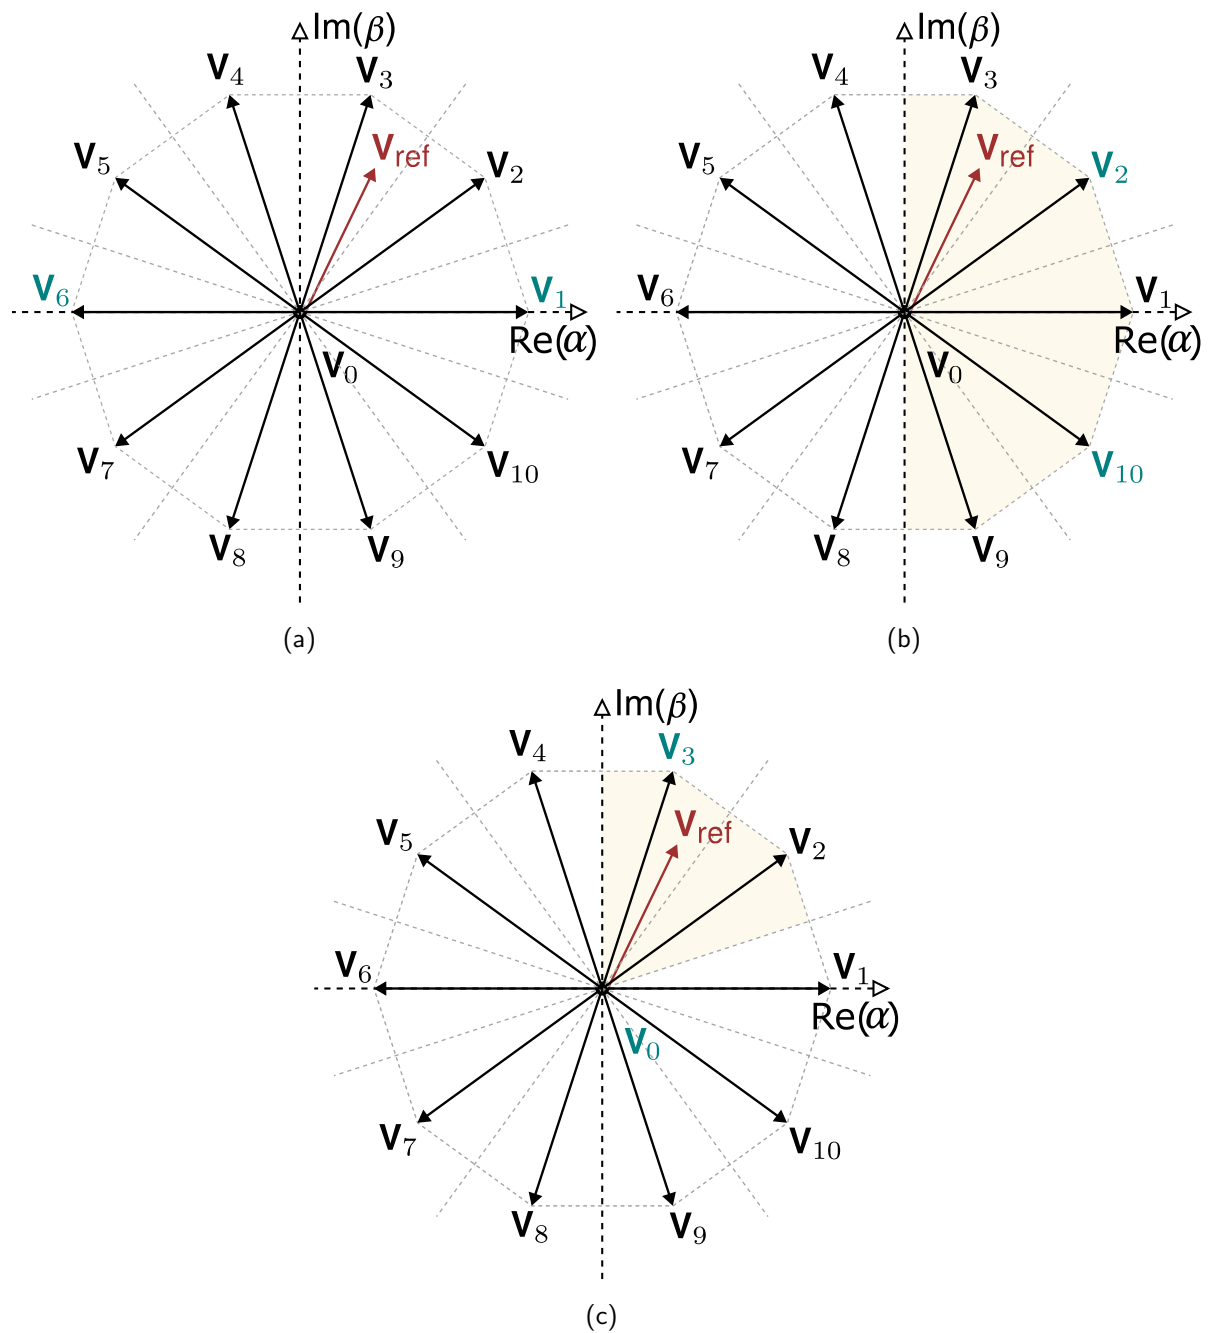 Im(β)
V4 V3
Vref
V5 V2
V6 V1
Re(α)
V0
V7 V10
V8 V9
(a)
Im(β)
V4 V3
Vref
V5 V2
V6 V1
Re(α)
V0
V7 V10
V8 V9
(b)
Im(β)
V4 V3
Vref
V5 V2
V6 V1
Re(α)
V0
V7 V10
V8 V9
(c)